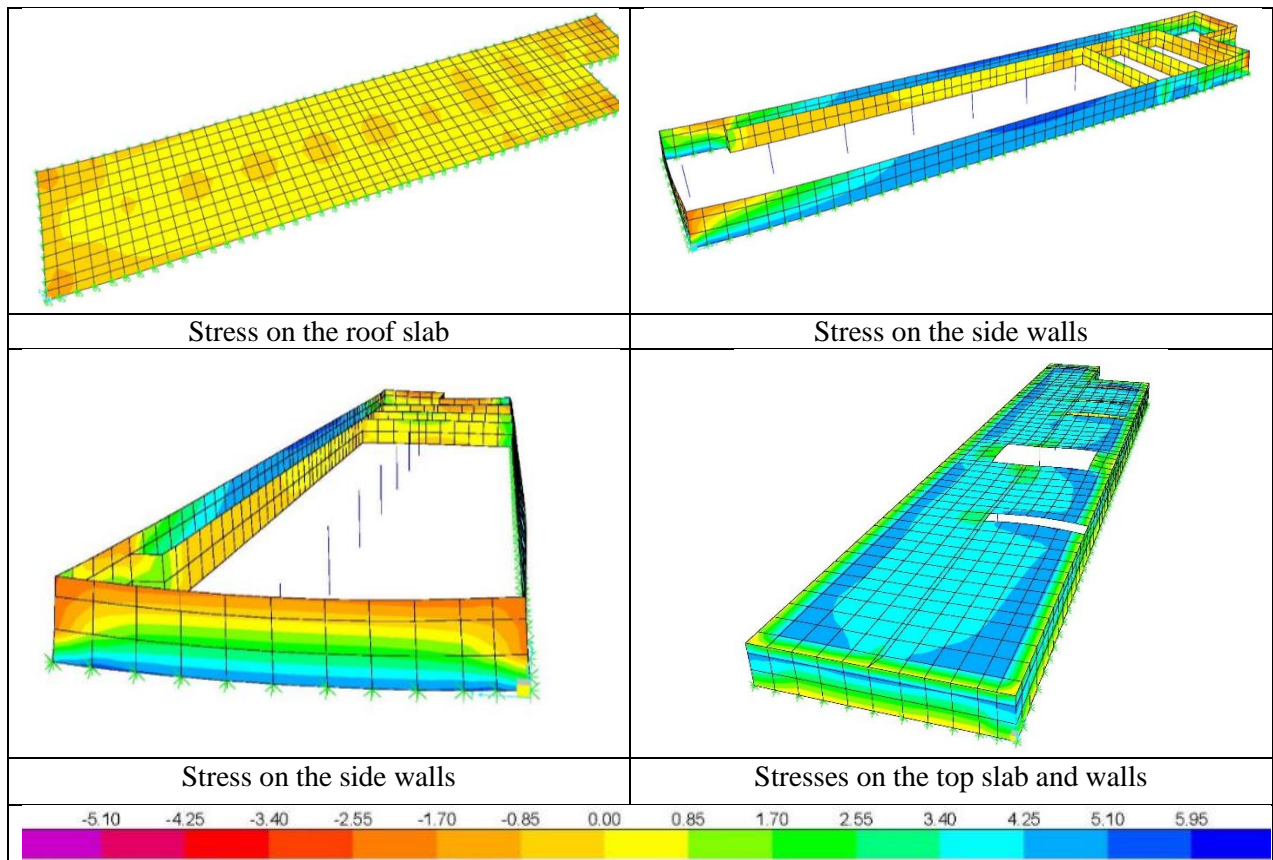 Stress on the roof slab
Stress on the side walls
Stress on the side walls
Stresses on the top slab and walls
-5.10 -4.25 -3.40 -2.55 -1.70 -0.85 0.00 0.85 1.70 2.55 3.40 4.25 5.10 5.95